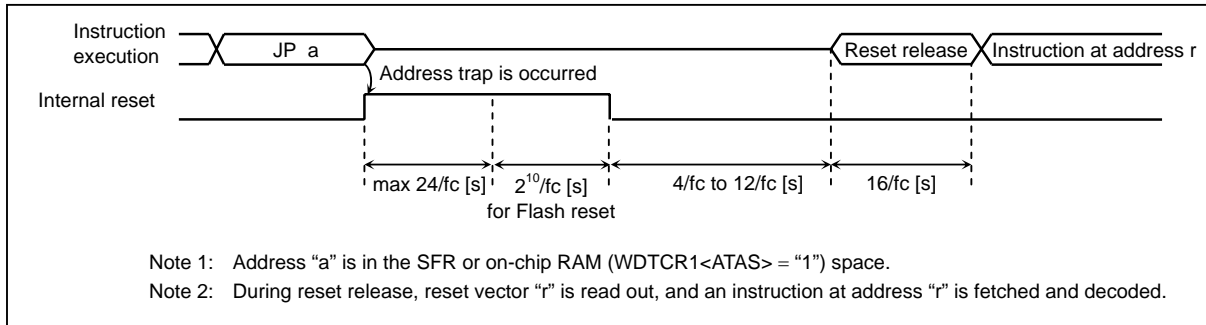 Instruction
execution
JP a
Reset release
Instruction at address r
Address trap is occurred
Internal reset
max 24/fc [s]
2¹⁰/fc [s]
4/fc to 12/fc [s]
16/fc [s]
for Flash reset
Note 1: Address “a” is in the SFR or on-chip RAM (WDTCR1<ATAS> = “1”) space.
Note 2: During reset release, reset vector “r” is read out, and an instruction at address “r” is fetched and decoded.